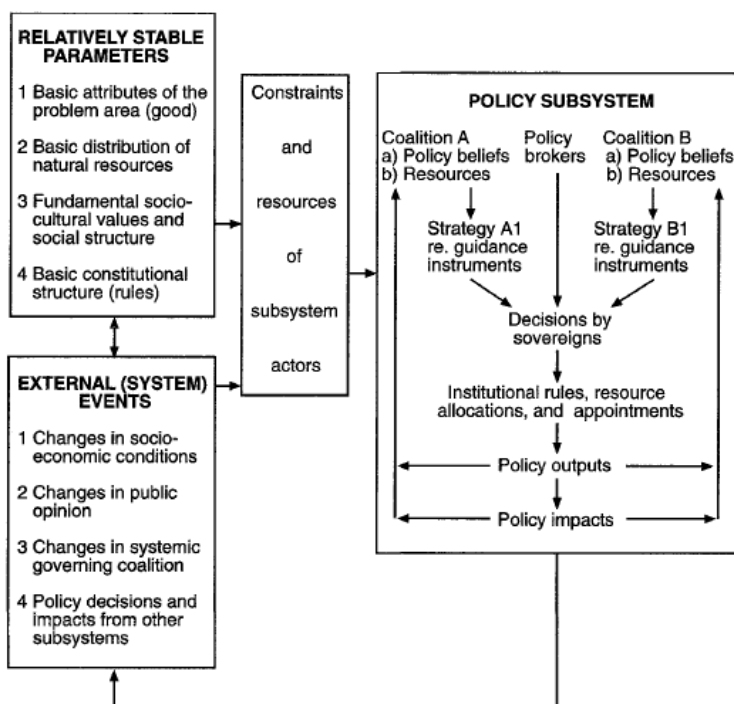 RELATIVELY STABLE
PARAMETERS
1 Basic attributes of the
problem area (good)
2 Basic distribution of
natural resources
3 Fundamental socio-
cultural values and
social structure
4 Basic constitutional
structure (rules)
EXTERNAL (SYSTEM)
EVENTS
1 Changes in socio-
economic conditions
2 Changes in public
opinion
3 Changes in systemic
governing coalition
4 Policy decisions and
impacts from other
subsystems
Constraints
and
resources
of
subsystem
actors
POLICY SUBSYSTEM
Coalition A
a) Policy beliefs
b) Resources
Policy
brokers
Coalition B
a) Policy beliefs
b) Resources
Strategy A1
re. guidance
instruments
Strategy B1
re. guidance
instruments
Decisions by
sovereigns
Institutional rules, resource
allocations, and appointments
Policy outputs
Policy impacts